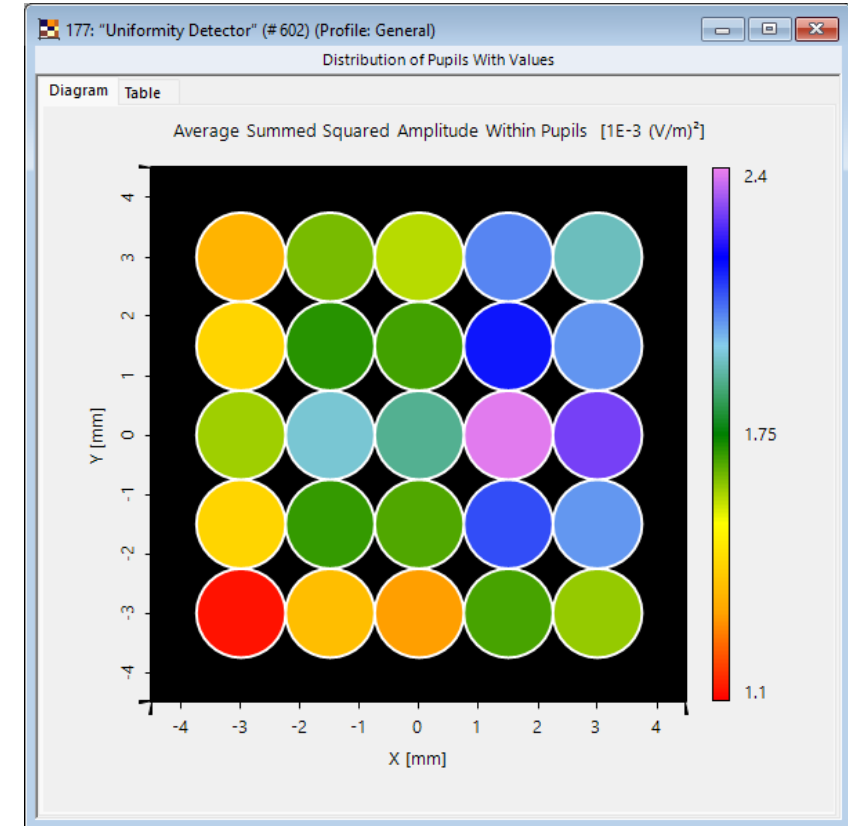 177: "Uniformity Detector" (# 602) (Profile: General)
Distribution of Pupils With Values
Diagram Table
Average Summed Squared Amplitude Within Pupils [1E-3 (V/m)²]
2.4
1.75
1.1
Y [mm]
4
3
2
1
0
-1
-2
-3
-4
-4 -3 -2 -1 0 1 2 3 4
X [mm]